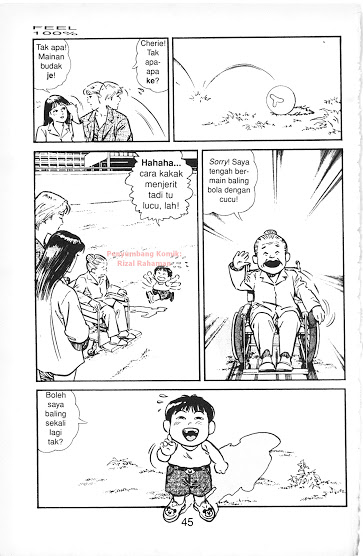 FEEL
100%
Tak apa!
Mainan
budak
je!
Cherie!
Tak
apa-
apa
ke?
Hahaha...
cara kakak
menjerit
tadi tu
lucu, lah!
Sorry! Saya
tengah ber-
main baling
bola dengan
cucu!
Penyumbang Komik:
Rizal Rahaman
Boleh
saya
baling
sekali
lagi
tak?
45